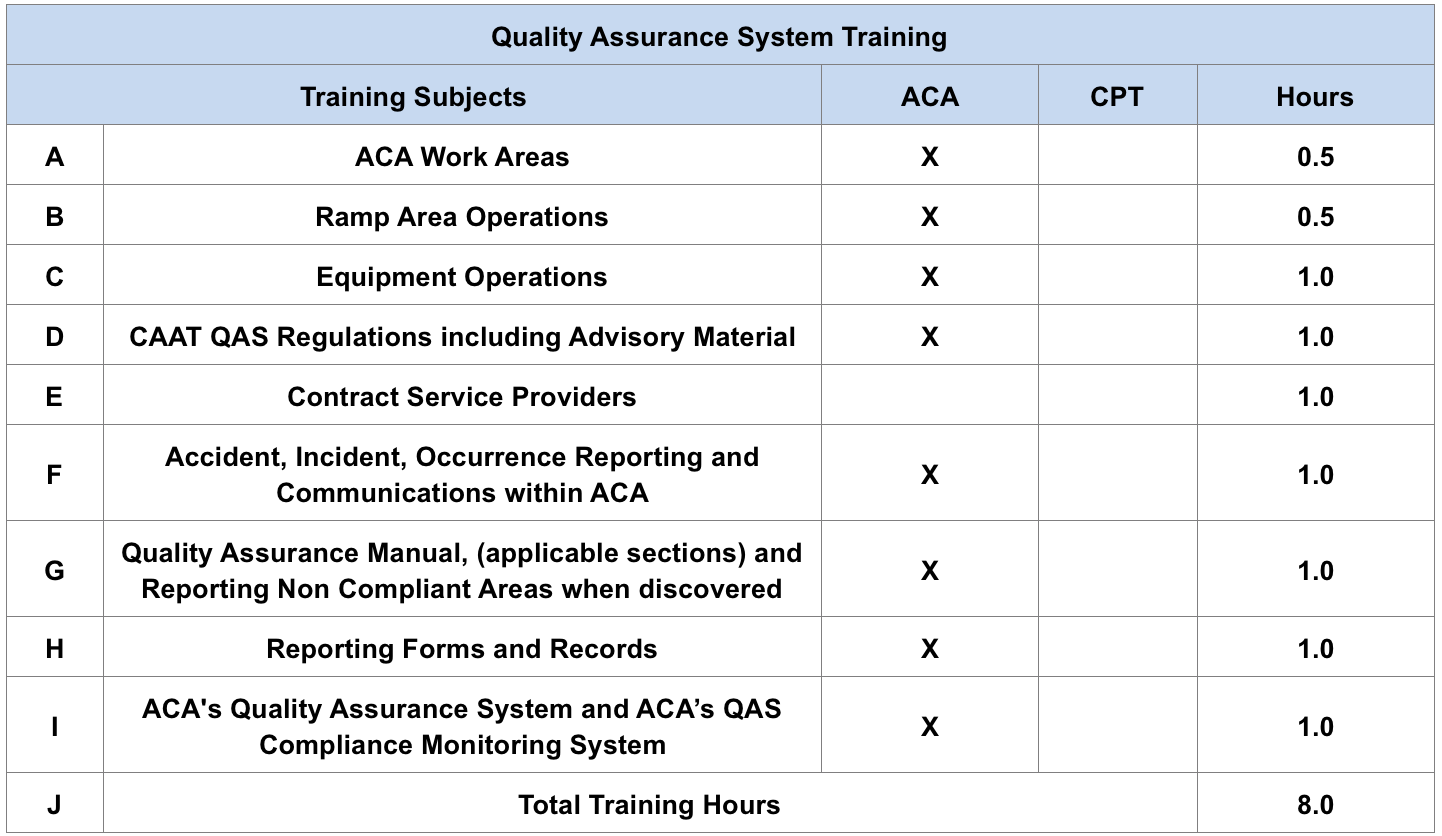 Quality Assurance System Training
Training Subjects ACA CPT Hours
A ACA Work Areas X 0.5
B Ramp Area Operations X 0.5
C Equipment Operations X 1.0
D CAAT QAS Regulations including Advisory Material X 1.0
E Contract Service Providers 1.0
F Accident, Incident, Occurrence Reporting and
Communications within ACA X 1.0
G Quality Assurance Manual, (applicable sections) and
Reporting Non Compliant Areas when discovered X 1.0
H Reporting Forms and Records X 1.0
I ACA's Quality Assurance System and ACA’s QAS
Compliance Monitoring System X 1.0
J Total Training Hours 8.0